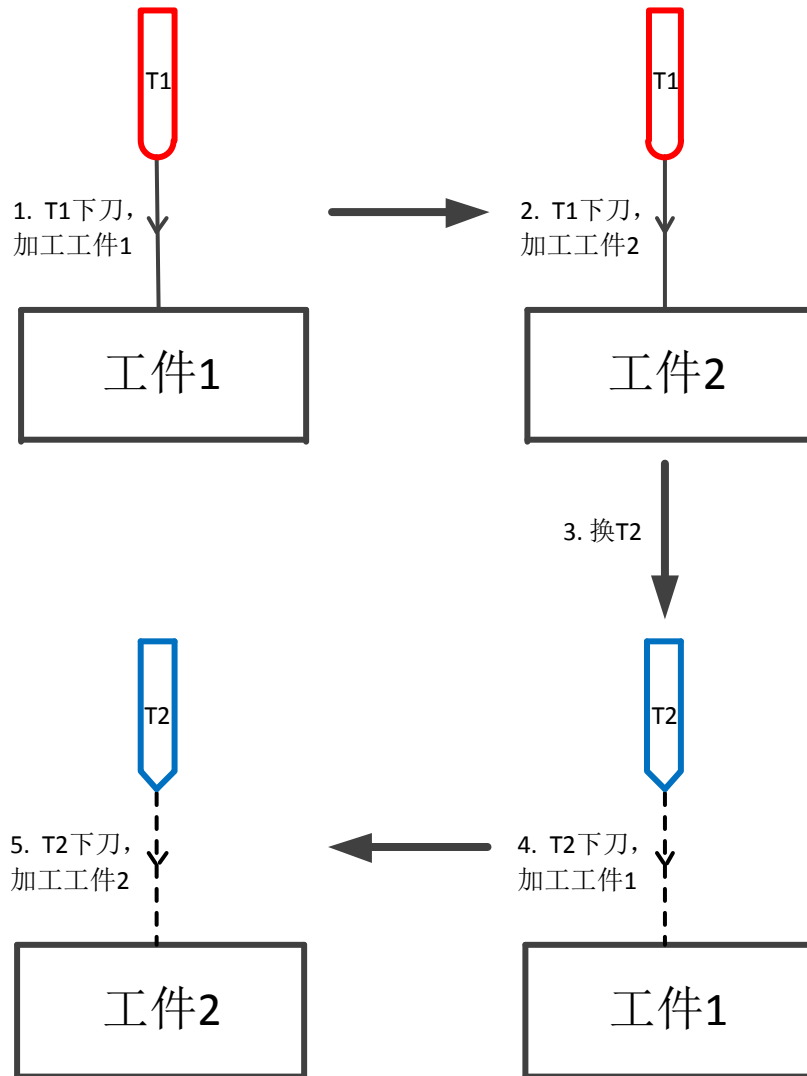 T1
T1
1. T1下刀，
加工工件1
2. T1下刀，
加工工件2
工件1
工件2
3. 换T2
T2
T2
5. T2下刀，
加工工件2
4. T2下刀，
加工工件1
工件2
工件1